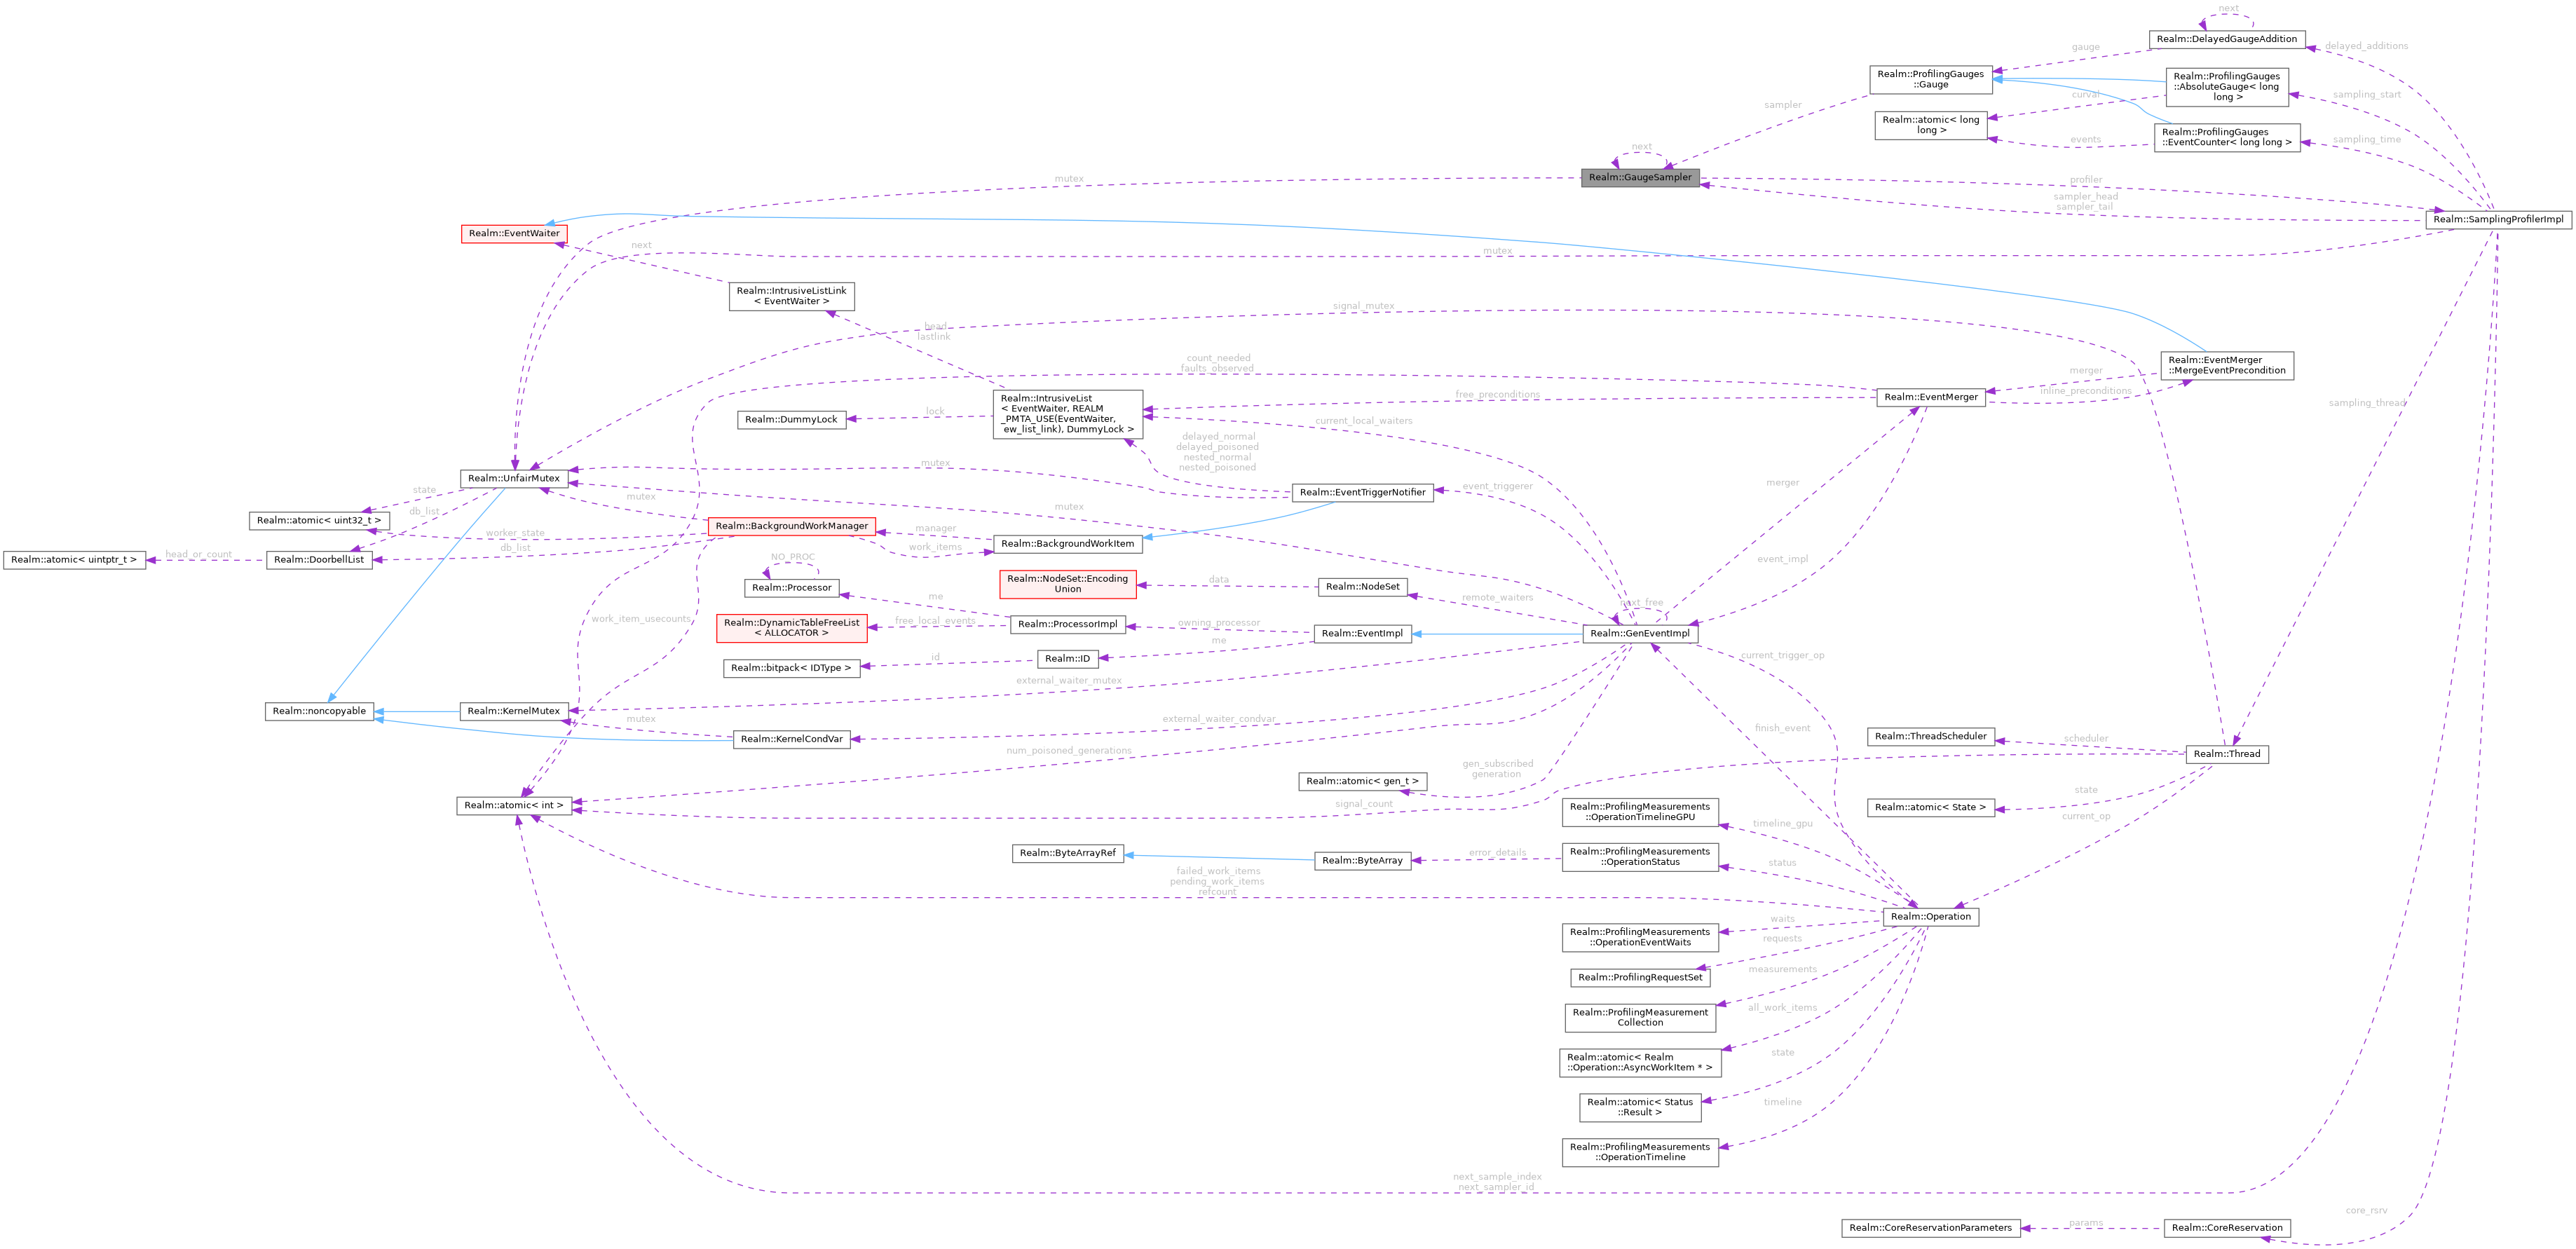 next
Realm::DelayedGaugeAddition
gauge
delayed_additions
Realm::ProfilingGauges
::Gauge
Realm::ProfilingGauges
::AbsoluteGauge< long
long >
sampler
curval
sampling_start
Realm::atomic< long
long >
Realm::ProfilingGauges
::EventCounter< long long >
events
sampling_time
next
Realm::GaugeSampler
mutex
profiler
sampler_head
sampler_tail
Realm::SamplingProfilerImpl
Realm::EventWaiter
next
mutex
Realm::IntrusiveListLink
< EventWaiter >
signal_mutex
head
lastlink
count_needed
faults_observed
Realm::EventMerger
::MergeEventPrecondition
merger
inline_preconditions
Realm::IntrusiveList
< EventWaiter, REALM
_PMTA_USE(EventWaiter,
ew_list_link), DummyLock >
free_preconditions
Realm::EventMerger
sampling_thread
Realm::DummyLock
lock
current_local_waiters
delayed_normal
delayed_poisoned
nested_normal
nested_poisoned
mutex
Realm::UnfairMutex
merger
state
mutex
Realm::EventTriggerNotifier
event_triggerer
db_list
mutex
Realm::atomic< uint32_t >
Realm::BackgroundWorkManager
worker_state
manager
Realm::BackgroundWorkItem
db_list
work_items
Realm::atomic< uintptr_t >
head_or_count
Realm::DoorbellList
event_impl
NO_PROC
Realm::Processor
Realm::NodeSet::Encoding
Union
data
Realm::NodeSet
me
remote_waiters
next_free
work_item_usecounts
Realm::DynamicTableFreeList
< ALLOCATOR >
free_local_events
Realm::ProcessorImpl
owning_processor
Realm::EventImpl
Realm::GenEventImpl
me
Realm::bitpack< IDType >
id
Realm::ID
current_trigger_op
external_waiter_mutex
Realm::noncopyable
Realm::KernelMutex
mutex
external_waiter_condvar
finish_event
Realm::KernelCondVar
Realm::ThreadScheduler
scheduler
num_poisoned_generations
Realm::Thread
gen_subscribed
generation
Realm::atomic< gen_t >
state
Realm::atomic< int >
signal_count
Realm::ProfilingMeasurements
::OperationTimelineGPU
Realm::atomic< State >
current_op
timeline_gpu
Realm::ByteArrayRef
Realm::ByteArray
error_details
Realm::ProfilingMeasurements
::OperationStatus
status
failed_work_items
pending_work_items
refcount
Realm::Operation
waits
Realm::ProfilingMeasurements
::OperationEventWaits
requests
Realm::ProfilingRequestSet
measurements
Realm::ProfilingMeasurement
Collection
all_work_items
Realm::atomic< Realm
::Operation::AsyncWorkItem * >
state
Realm::atomic< Status
::Result >
timeline
Realm::ProfilingMeasurements
::OperationTimeline
next_sample_index
next_sampler_id
core_rsrv
Realm::CoreReservationParameters
params
Realm::CoreReservation